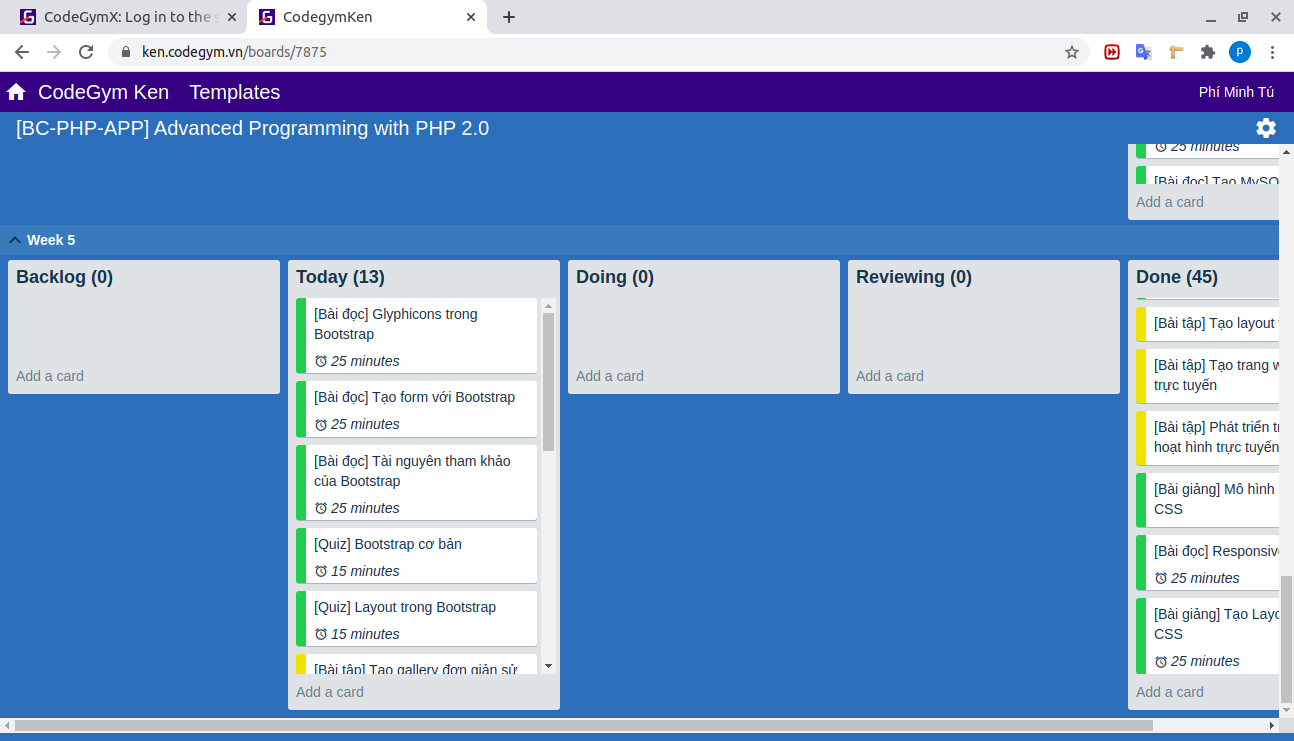 CodeGymX: Log in to the s
CodegymKen
ken.codegym.vn/boards/7875
p
CodeGym Ken
Templates
Phí Minh Tú
[BC-PHP-APP] Advanced Programming with PHP 2.0
25 minutes
[Bài đọc] Tạo MySQ
Add a card
Week 5
Backlog (0)
Add a card
Today (13)
[Bài đọc] Glyphicons trong
Bootstrap
25 minutes
[Bài đọc] Tạo form với Bootstrap
25 minutes
[Bài đọc] Tài nguyên tham khảo
của Bootstrap
25 minutes
[Quiz] Bootstrap cơ bản
15 minutes
[Quiz] Layout trong Bootstrap
15 minutes
[Bài tập] Tạo gallery đơn giản sử
Add a card
Doing (0)
Add a card
Reviewing (0)
Add a card
Done (45)
[Bài tập] Tạo layout
[Bài tập] Tạo trang w
trực tuyến
[Bài tập] Phát triển
hoạt hình trực tuyến
[Bài giảng] Mô hình
CSS
[Bài đọc] Responsiv
25 minutes
[Bài giảng] Tạo Layo
CSS
25 minutes
Add a card